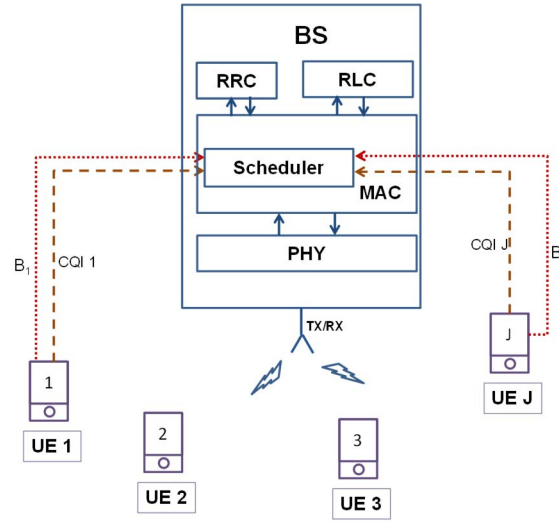 BS
RRC
RLC
Scheduler
MAC
PHY
B1
CQI 1
CQI J
B
TX/RX
1
UE 1
J
UE J
2
UE 2
3
UE 3